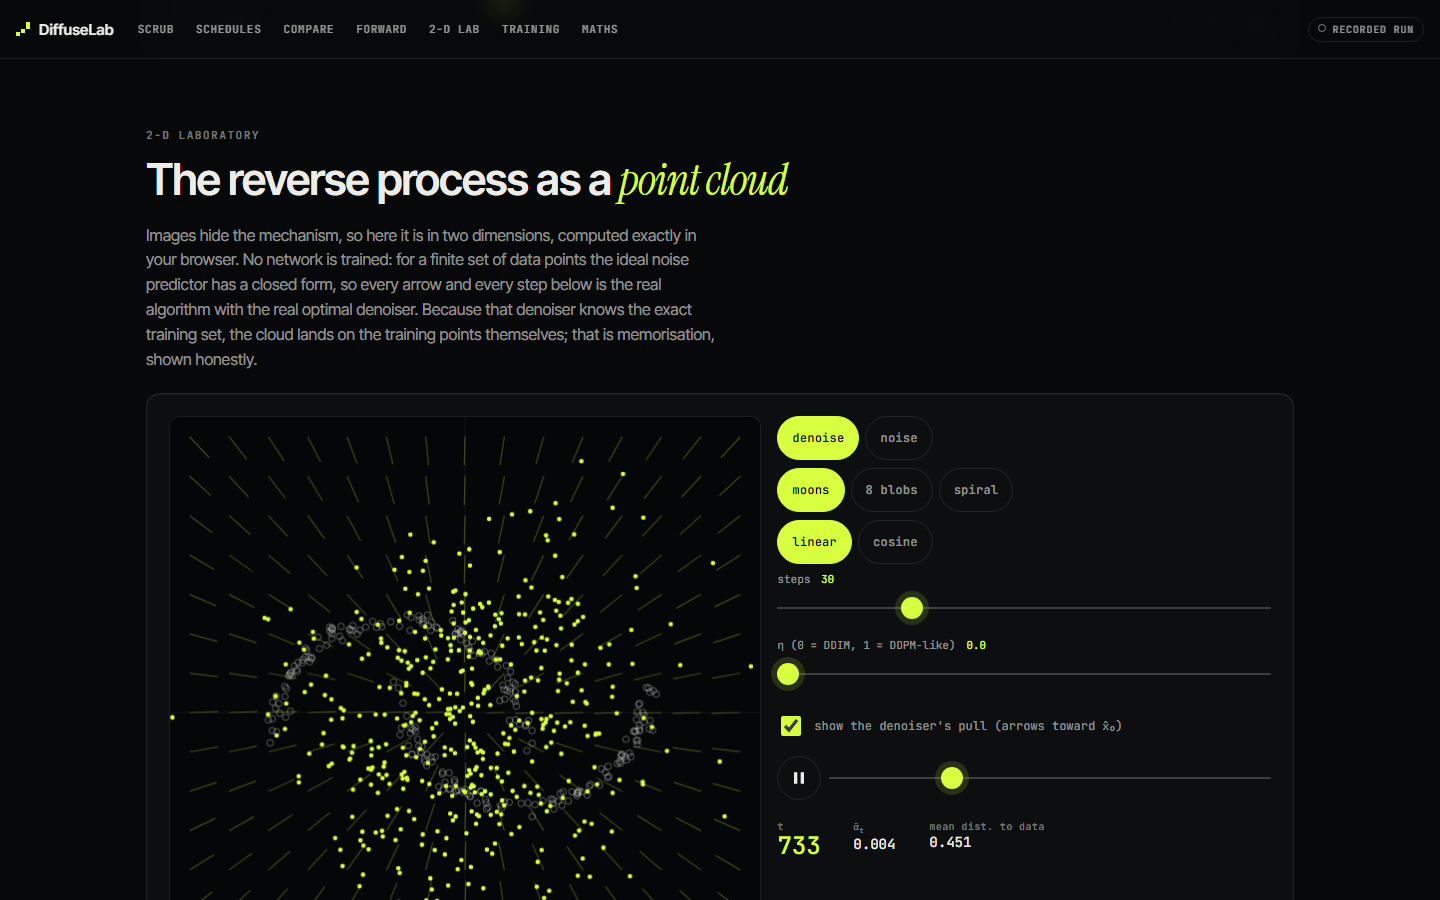 DiffuseLab SCRUB SCHEDULES COMPARE FORWARD 2-D LAB TRAINING MATHS RECORDED RUN
2-D LABORATORY
The reverse process as a point cloud
Images hide the mechanism, so here it is in two dimensions, computed exactly in
your browser. No network is trained: for a finite set of data points the ideal noise
predictor has a closed form, so every arrow and every step below is the real
algorithm with the real optimal denoiser. Because that denoiser knows the exact
training set, the cloud lands on the training points themselves; that is memorisation,
shown honestly.
denoise noise
moons 8 blobs spiral
linear cosine
steps 30
η (0 = DDIM, 1 = DDPM-like) 0.0
show the denoiser's pull (arrows toward x̂₀)
t ᾱₜ mean dist. to data
733 0.004 0.451